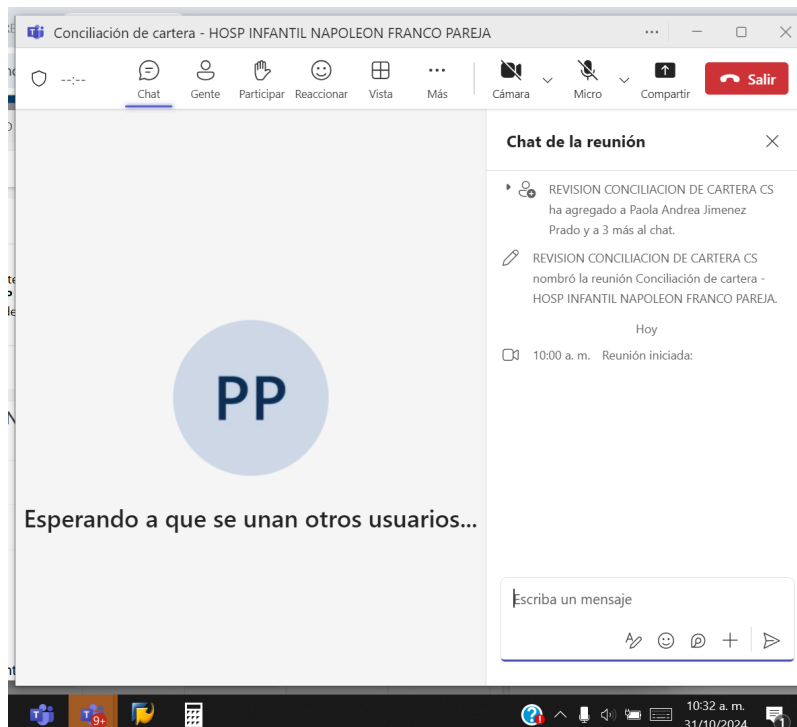 Conciliación de cartera - HOSP INFANTIL NAPOLEON FRANCO PAREJA
--:--
Chat
Gente
Participar
Reaccionar
Vista
Más
Cámara
Micro
Compartir
Salir
PP
Esperando a que se unan otros usuarios...
Chat de la reunión
REVISION CONCILIACION DE CARTERA CS
ha agregado a Paola Andrea Jimenez
Prado y a 3 más al chat.
REVISION CONCILIACION DE CARTERA CS
nombró la reunión Conciliación de cartera -
HOSP INFANTIL NAPOLEON FRANCO PAREJA.
Hoy
10:00 a. m. Reunión iniciada:
Escriba un mensaje
9+
10:32 a. m.
31/10/2024
1